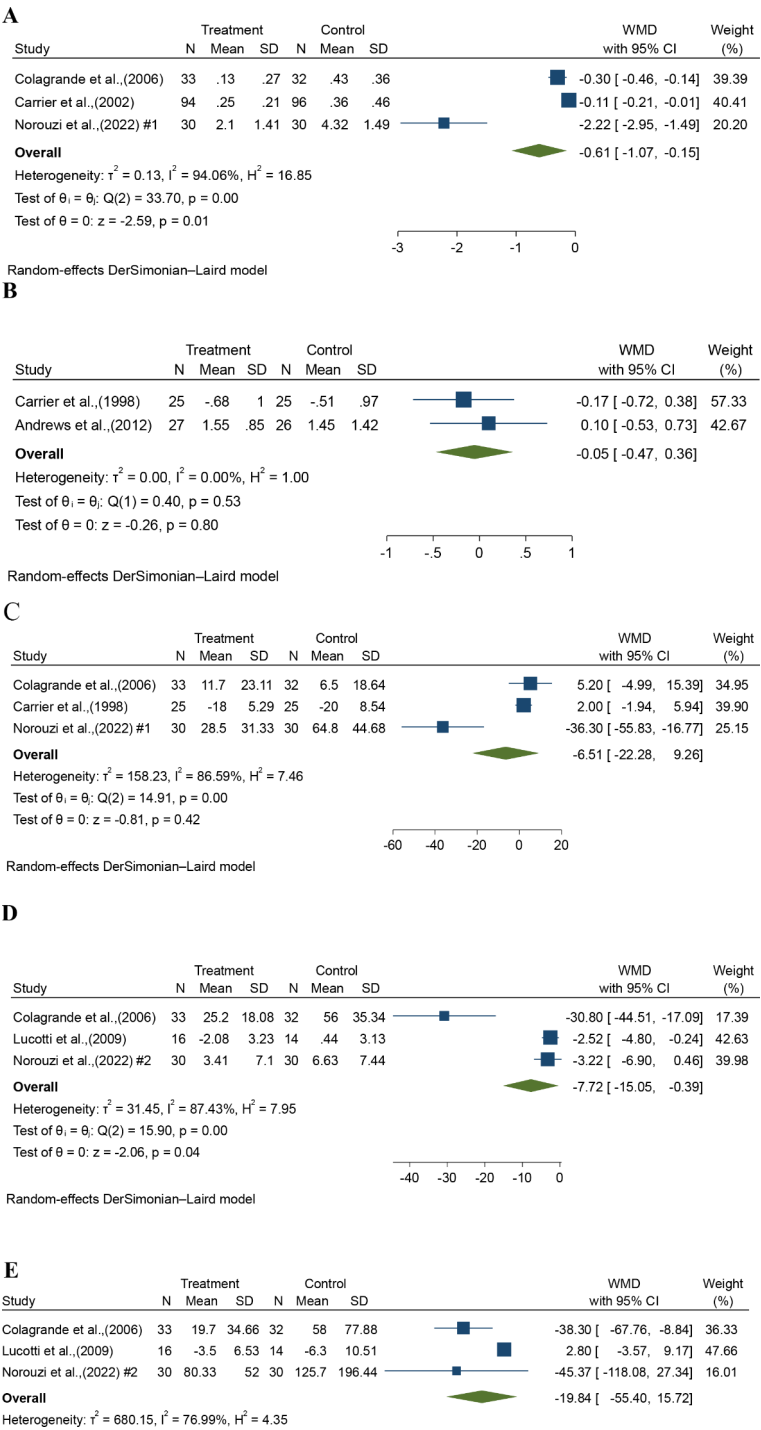 A
Treatment Control WMD Weight
Study N Mean SD N Mean SD with 95% CI (%)
Colagrande et al.,(2006) 33 .13 .27 32 .43 .36 -0.30 [ -0.46, -0.14] 39.39
Carrier et al.,(2002) 94 .25 .21 96 .36 .46 -0.11 [ -0.21, -0.01] 40.41
Norouzi et al.,(2022) #1 30 2.1 1.41 30 4.32 1.49 -2.22 [ -2.95, -1.49] 20.20
Overall -0.61 [ -1.07, -0.15]
Heterogeneity: τ² = 0.13, I² = 94.06%, H² = 16.85
Test of θᵢ = θⱼ: Q(2) = 33.70, p = 0.00
Test of θ = 0: z = -2.59, p = 0.01
-3 -2 -1 0
Random-effects DerSimonian–Laird model
B
Treatment Control WMD Weight
Study N Mean SD N Mean SD with 95% CI (%)
Carrier et al.,(1998) 25 -.68 1 25 -.51 .97 -0.17 [ -0.72, 0.38] 57.33
Andrews et al.,(2012) 27 1.55 .85 26 1.45 1.42 0.10 [ -0.53, 0.73] 42.67
Overall -0.05 [ -0.47, 0.36]
Heterogeneity: τ² = 0.00, I² = 0.00%, H² = 1.00
Test of θᵢ = θⱼ: Q(1) = 0.40, p = 0.53
Test of θ = 0: z = -0.26, p = 0.80
-1 -.5 0 .5 1
Random-effects DerSimonian–Laird model
C
Treatment Control WMD Weight
Study N Mean SD N Mean SD with 95% CI (%)
Colagrande et al.,(2006) 33 11.7 23.11 32 6.5 18.64 5.20 [ -4.99, 15.39] 34.95
Carrier et al.,(1998) 25 -18 5.29 25 -20 8.54 2.00 [ -1.94, 5.94] 39.90
Norouzi et al.,(2022) #1 30 28.5 31.33 30 64.8 44.68 -36.30 [ -55.83, -16.77] 25.15
Overall -6.51 [ -22.28, 9.26]
Heterogeneity: τ² = 158.23, I² = 86.59%, H² = 7.46
Test of θᵢ = θⱼ: Q(2) = 14.91, p = 0.00
Test of θ = 0: z = -0.81, p = 0.42
-60 -40 -20 0 20
Random-effects DerSimonian–Laird model
D
Treatment Control WMD Weight
Study N Mean SD N Mean SD with 95% CI (%)
Colagrande et al.,(2006) 33 25.2 18.08 32 56 35.34 -30.80 [ -44.51, -17.09] 17.39
Lucotti et al.,(2009) 16 -2.08 3.23 14 .44 3.13 -2.52 [ -4.80, -0.24] 42.63
Norouzi et al.,(2022) #2 30 3.41 7.1 30 6.63 7.44 -3.22 [ -6.90, 0.46] 39.98
Overall -7.72 [ -15.05, -0.39]
Heterogeneity: τ² = 31.45, I² = 87.43%, H² = 7.95
Test of θᵢ = θⱼ: Q(2) = 15.90, p = 0.00
Test of θ = 0: z = -2.06, p = 0.04
-40 -30 -20 -10 0
Random-effects DerSimonian–Laird model
E
Treatment Control WMD Weight
Study N Mean SD N Mean SD with 95% CI (%)
Colagrande et al.,(2006) 33 19.7 34.66 32 58 77.88 -38.30 [ -67.76, -8.84] 36.33
Lucotti et al.,(2009) 16 -3.5 6.53 14 -6.3 10.51 2.80 [ -3.57, 9.17] 47.66
Norouzi et al.,(2022) #2 30 80.33 52 30 125.7 196.44 -45.37 [ -118.08, 27.34] 16.01
Overall -19.84 [ -55.40, 15.72]
Heterogeneity: τ² = 680.15, I² = 76.99%, H² = 4.35